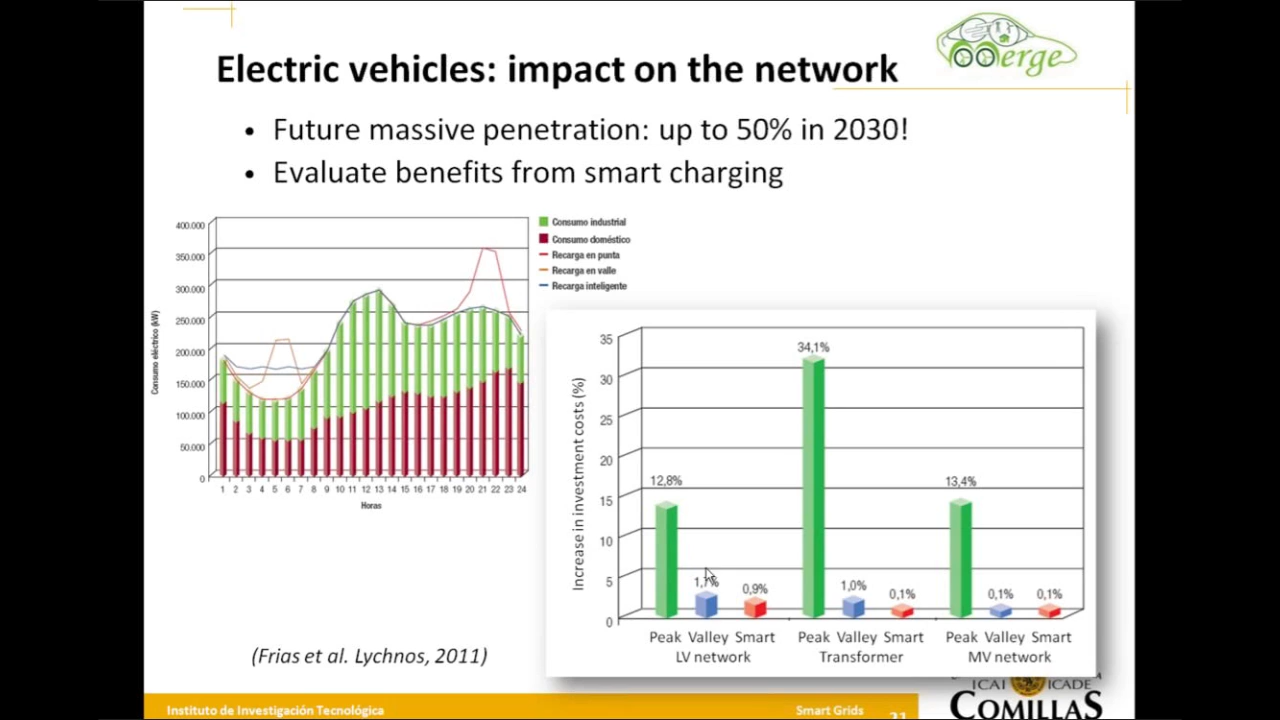 Merge
Electric vehicles: impact on the network
• Future massive penetration: up to 50% in 2030!
• Evaluate benefits from smart charging
Consumo industrial
Consumo doméstico
Recarga en punta
Recarga en valle
Recarga inteligente
Consumo eléctrico (kW)
400.000
350.000
300.000
250.000
200.000
150.000
100.000
50.000
0
1 2 3 4 5 6 7 8 9 10 11 12 13 14 15 16 17 18 19 20 21 22 23 24
Horas
Increase in investment costs (%)
35
30
25
20
15
10
5
0
12,8%
1,7%
0,9%
34,1%
1,0%
0,1%
13,4%
0,1%
0,1%
Peak Valley Smart Peak Valley Smart Peak Valley Smart
LV network Transformer MV network
(Frias et al. Lychnos, 2011)
ICAI ICADE
COMILLAS
Instituto de Investigación Tecnológica
Smart Grids